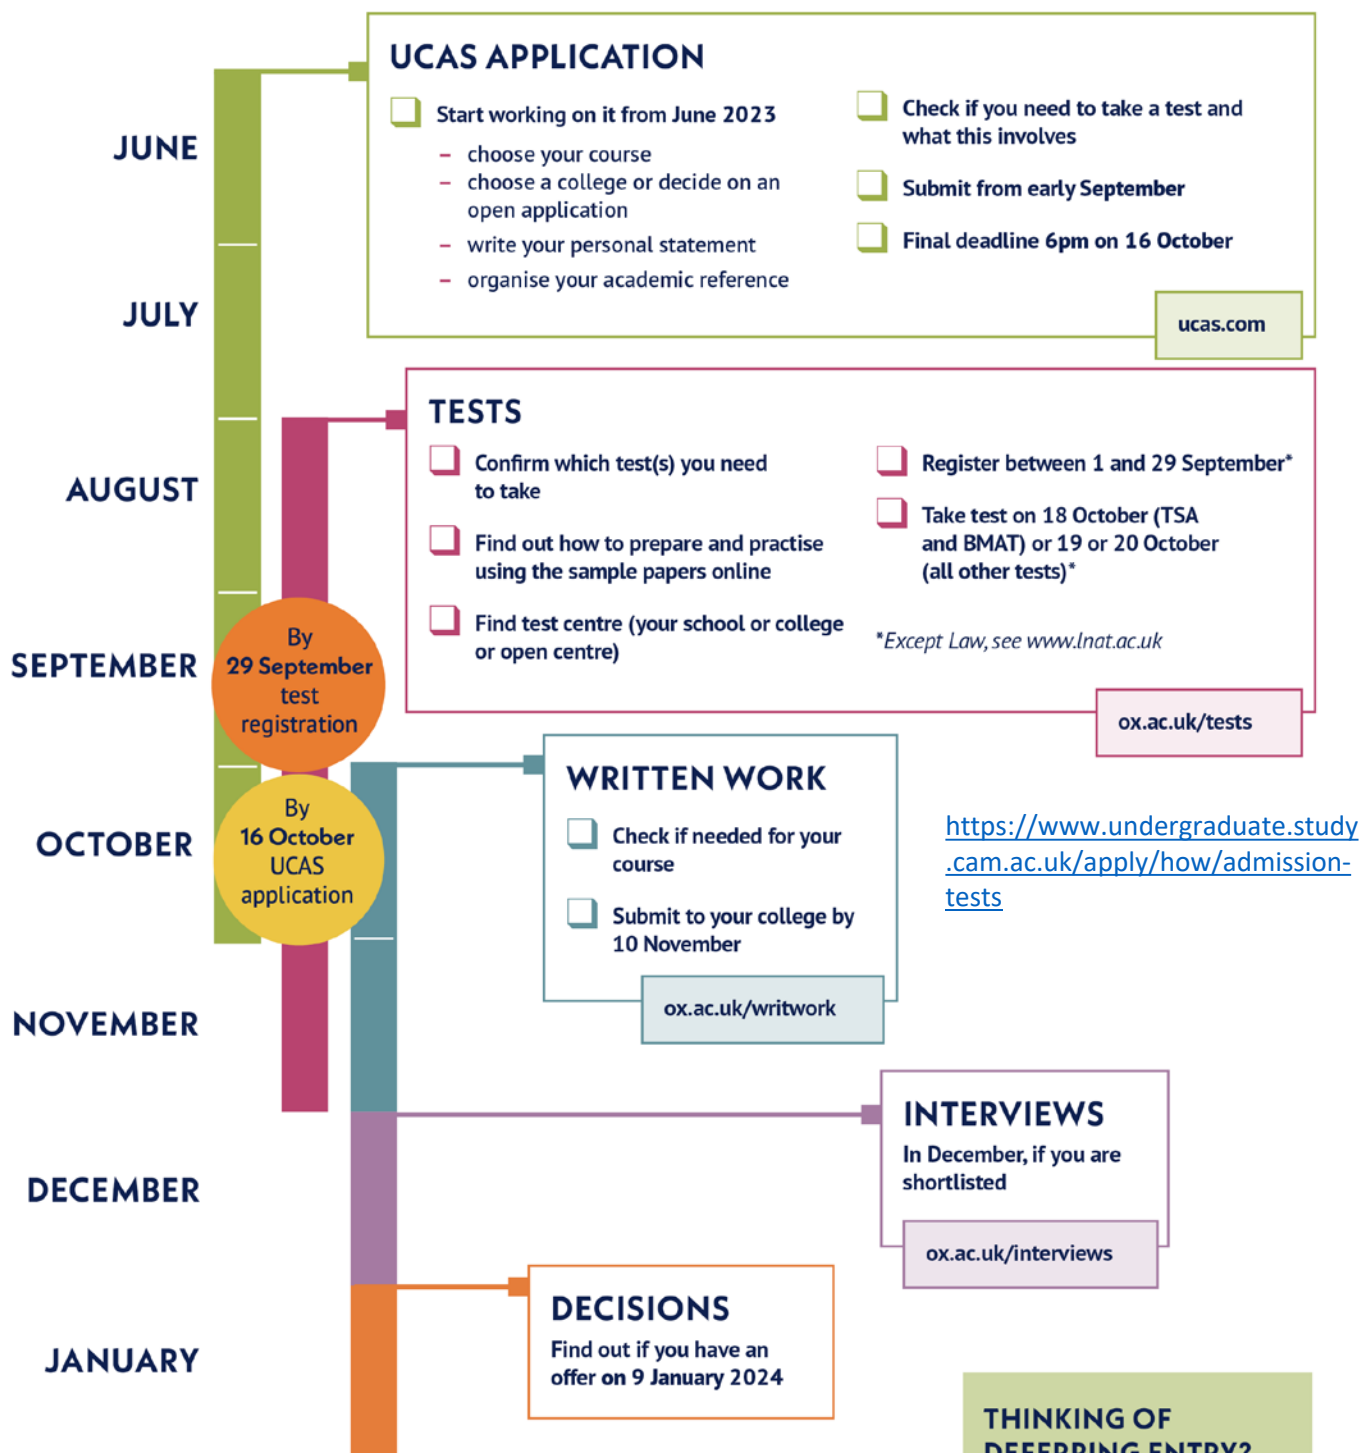 UCAS APPLICATION
Start working on it from June 2023
– choose your course
– choose a college or decide on an
open application
– write your personal statement
– organise your academic reference
Check if you need to take a test and
what this involves
Submit from early September
Final deadline 6pm on 16 October
ucas.com
JUNE
JULY
AUGUST
SEPTEMBER
OCTOBER
NOVEMBER
DECEMBER
JANUARY
TESTS
Confirm which test(s) you need
to take
Find out how to prepare and practise
using the sample papers online
Find test centre (your school or college
or open centre)
Register between 1 and 29 September*
Take test on 18 October (TSA
and BMAT) or 19 or 20 October
(all other tests)*
*Except Law, see www.lnat.ac.uk
ox.ac.uk/tests
By
29 September
test
registration
By
16 October
UCAS
application
WRITTEN WORK
Check if needed for your
course
Submit to your college by
10 November
ox.ac.uk/writwork
https://www.undergraduate.study
.cam.ac.uk/apply/how/admission-
tests
INTERVIEWS
In December, if you are
shortlisted
ox.ac.uk/interviews
DECISIONS
Find out if you have an
offer on 9 January 2024
THINKING OF
DEFERRING ENTRY?